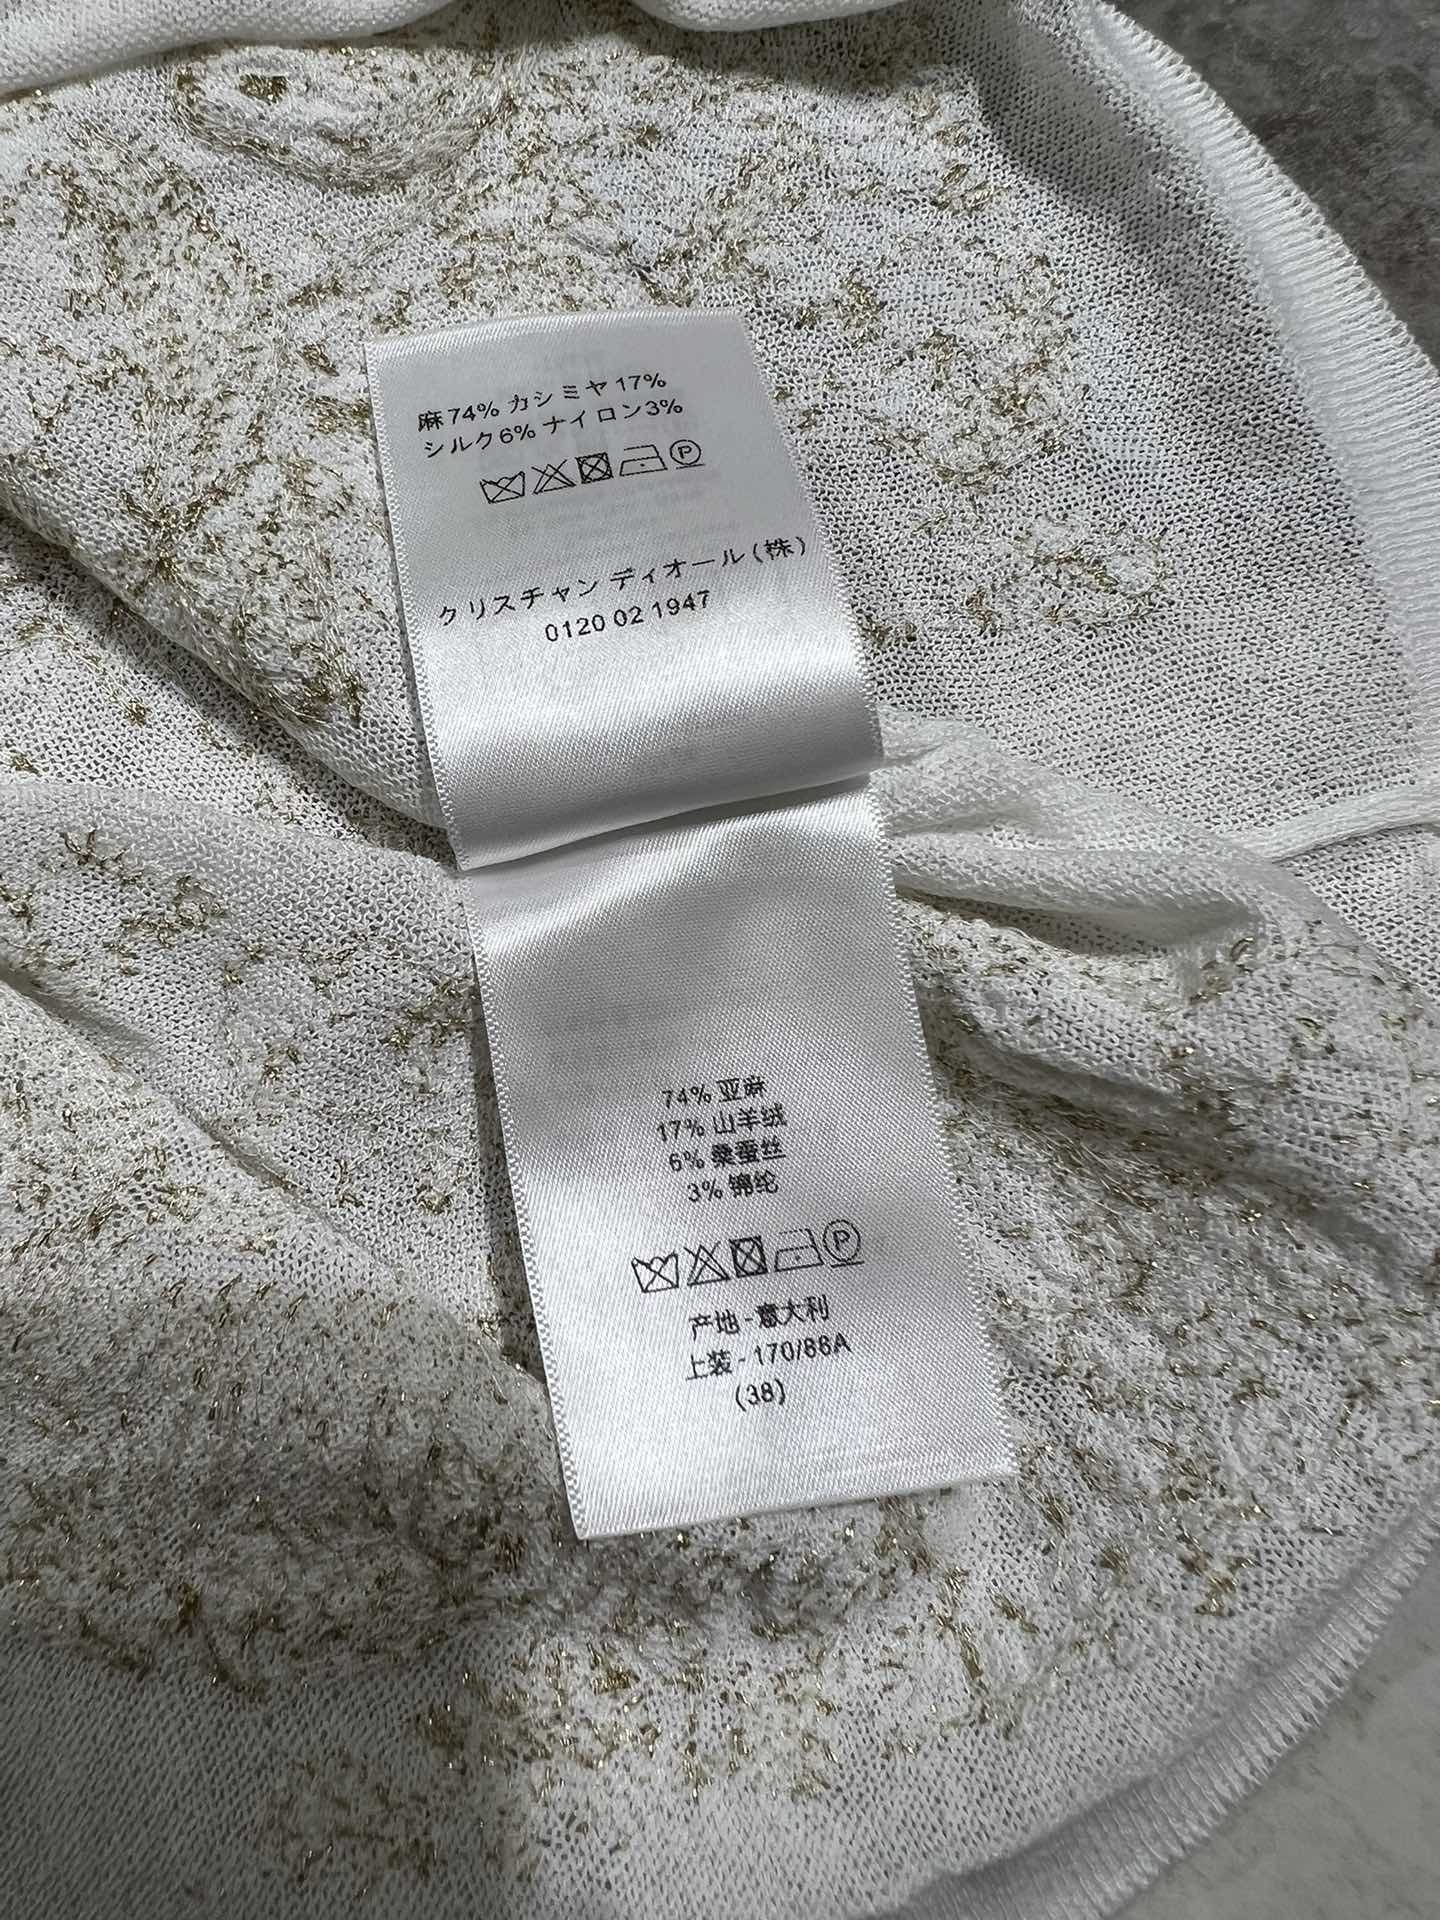 麻74% カシミヤ17%
シルク6% ナイロン3%
P
クリスチャン ディオール(株)
0120 02 1947
74% 亚麻
17% 山羊绒
6% 桑蚕丝
3% 锦纶
P
产地-意大利
上装-170/86A
(38)